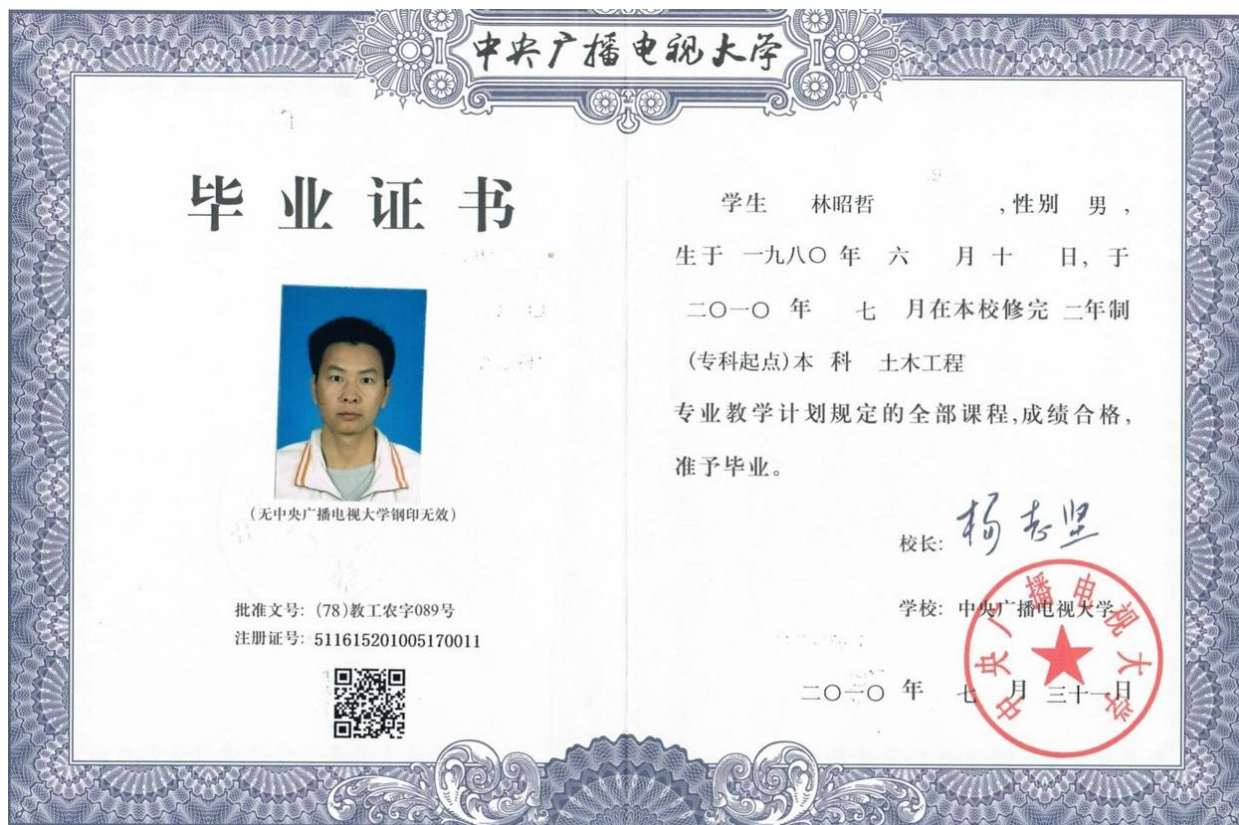 中央广播电视大学
毕业证书
(无中央广播电视大学钢印无效)
批准文号: (78)教工农字089号
注册证号: 511615201005170011
学生 林昭哲 ,性别 男,
生于 一九八〇 年 六 月 十 日, 于
二〇一〇 年 七 月在本校修完 二年制
(专科起点)本 科 土木工程
专业教学计划规定的全部课程,成绩合格,
准予毕业。
校长: 杨志坚
学校: 中央广播电视大学
二〇一〇 年 七 月 三十一日
中央广播电视大学